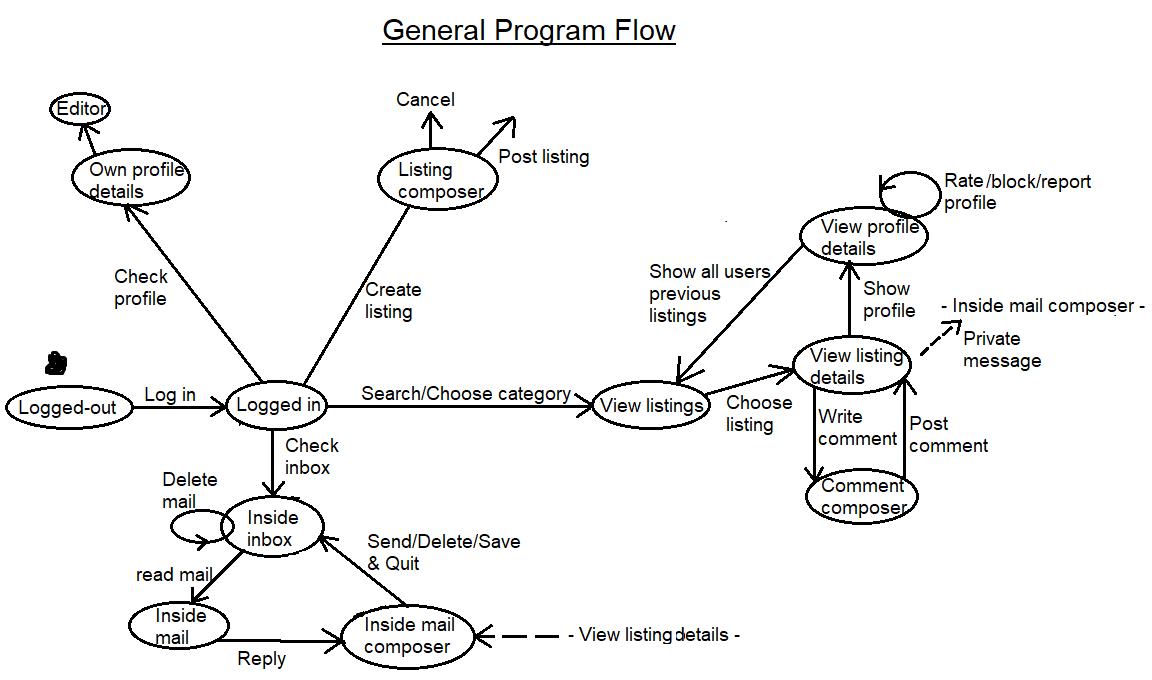 General Program Flow
Editor
Cancel
Post listing
Own profile
details
Listing
composer
Rate/block/report
profile
View profile
details
Check
profile
Create
listing
Show all users
previous
listings
Show
profile
- Inside mail composer -
Private
message
View listing
details
Logged-out
Log in
Logged in
Search/Choose category
View listings
Choose
listing
Write
comment
Post
comment
Check
inbox
Delete
mail
Comment
composer
Inside
inbox
Send/Delete/Save
& Quit
read mail
Inside
mail
Reply
Inside mail
composer
- View listing details -